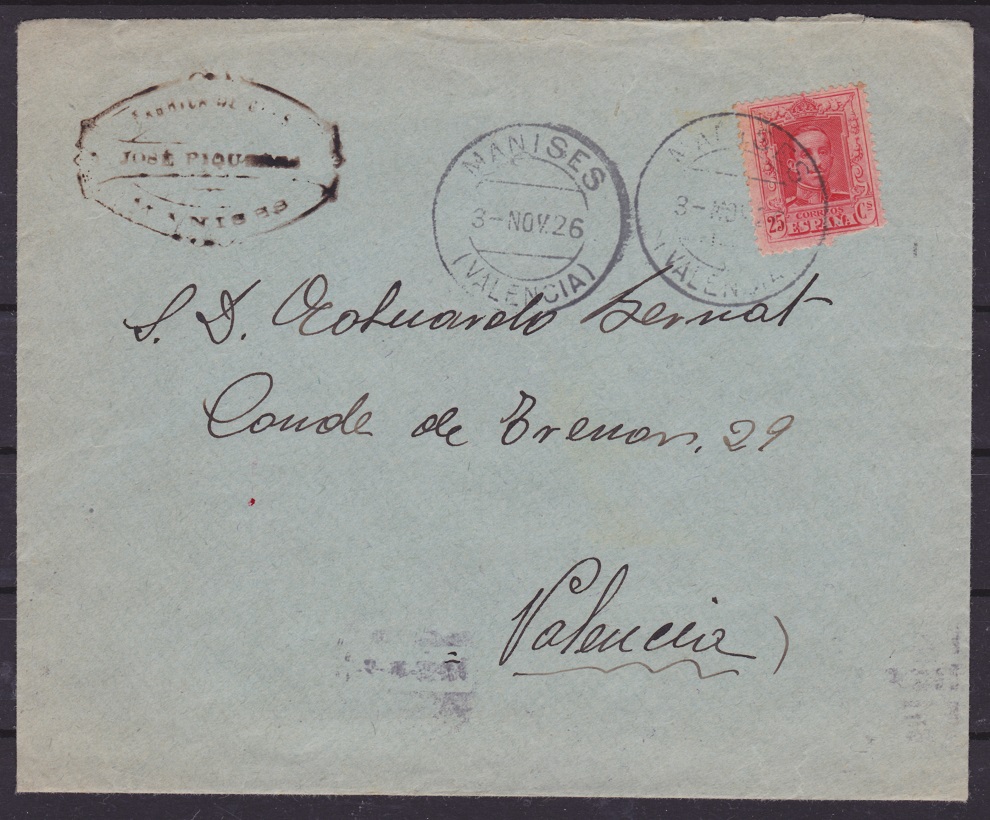 FABRICA DE
JOSÉ PIQU
MANISES
MANISES
3-NOV.26
(VALENCIA)
3-NOV.
(VALENCIA
CORREOS
25 ESPAÑA Cs
S. D. Eduardo Bernat
Conde de Trenor, 29
Valencia)